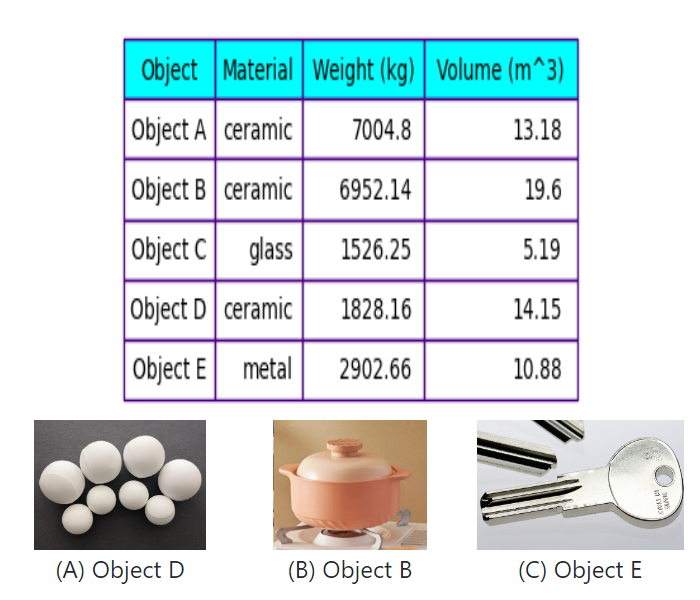 Object Material Weight (kg) Volume (m^3)
Object A ceramic 7004.8 13.18
Object B ceramic 6952.14 19.6
Object C glass 1526.25 5.19
Object D ceramic 1828.16 14.15
Object E metal 2902.66 10.88
(A) Object D
(B) Object B
(C) Object E